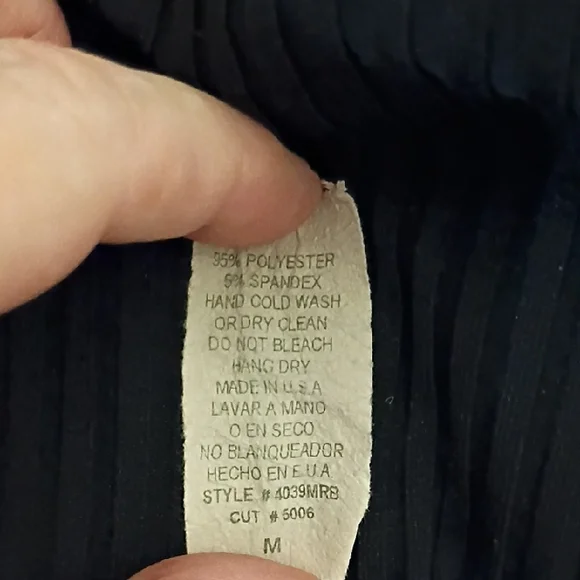 95% POLYESTER
5% SPANDEX
HAND COLD WASH
OR DRY CLEAN
DO NOT BLEACH
HANG DRY
MADE IN U.S.A
LAVAR A MANO
O EN SECO
NO BLANQUEADOR
HECHO EN E.U.A
STYLE # 4039MRB
CUT # 5006
M